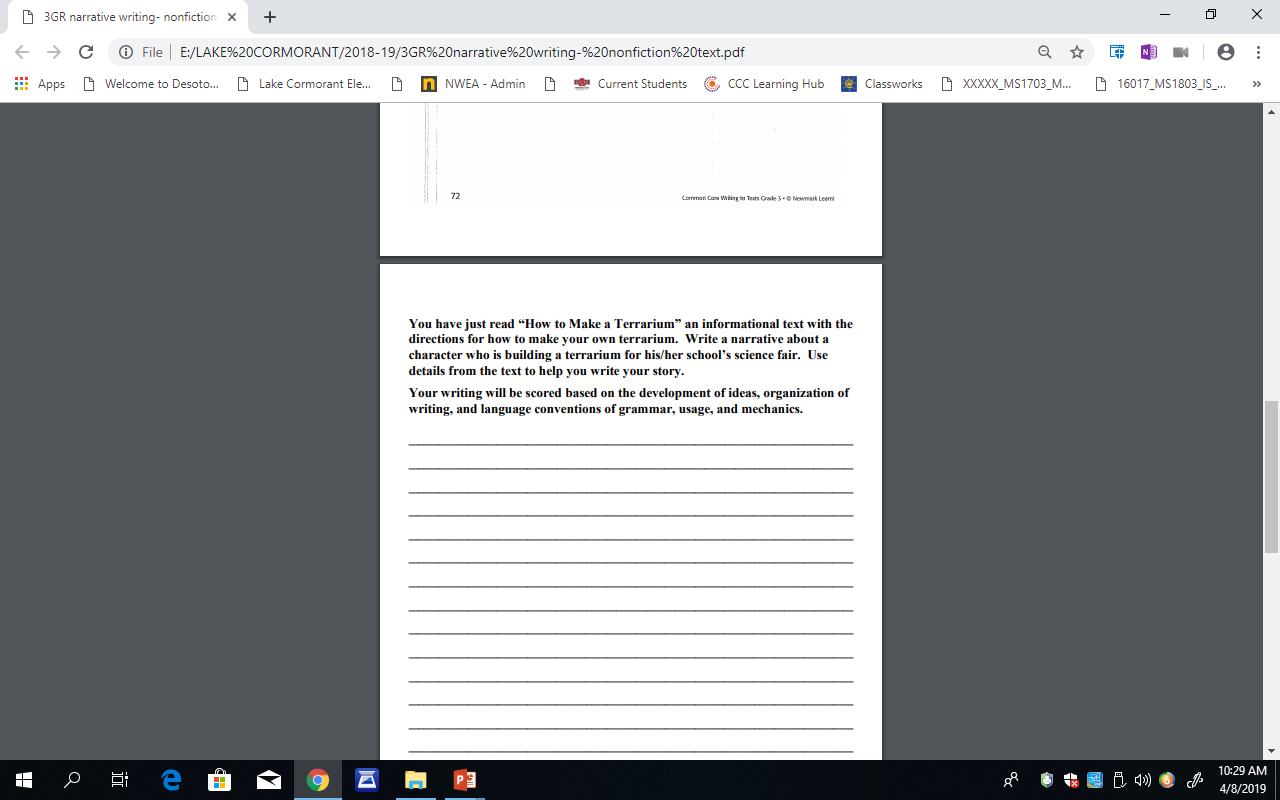 3GR narrative writing- nonfiction
File | E:/LAKE%20CORMORANT/2018-19/3GR%20narrative%20writing-%20nonfiction%20text.pdf
Apps Welcome to Desoto... Lake Cormorant Ele... NWEA - Admin Current Students CCC Learning Hub Classworks XXXXX_MS1703_M... 16017_MS1803_IS_... »
72 Common Core Writing to Texts Grade 3 • © Newmark Learni
You have just read “How to Make a Terrarium” an informational text with the
directions for how to make your own terrarium. Write a narrative about a
character who is building a terrarium for his/her school’s science fair. Use
details from the text to help you write your story.
Your writing will be scored based on the development of ideas, organization of
writing, and language conventions of grammar, usage, and mechanics.
10:29 AM
4/8/2019